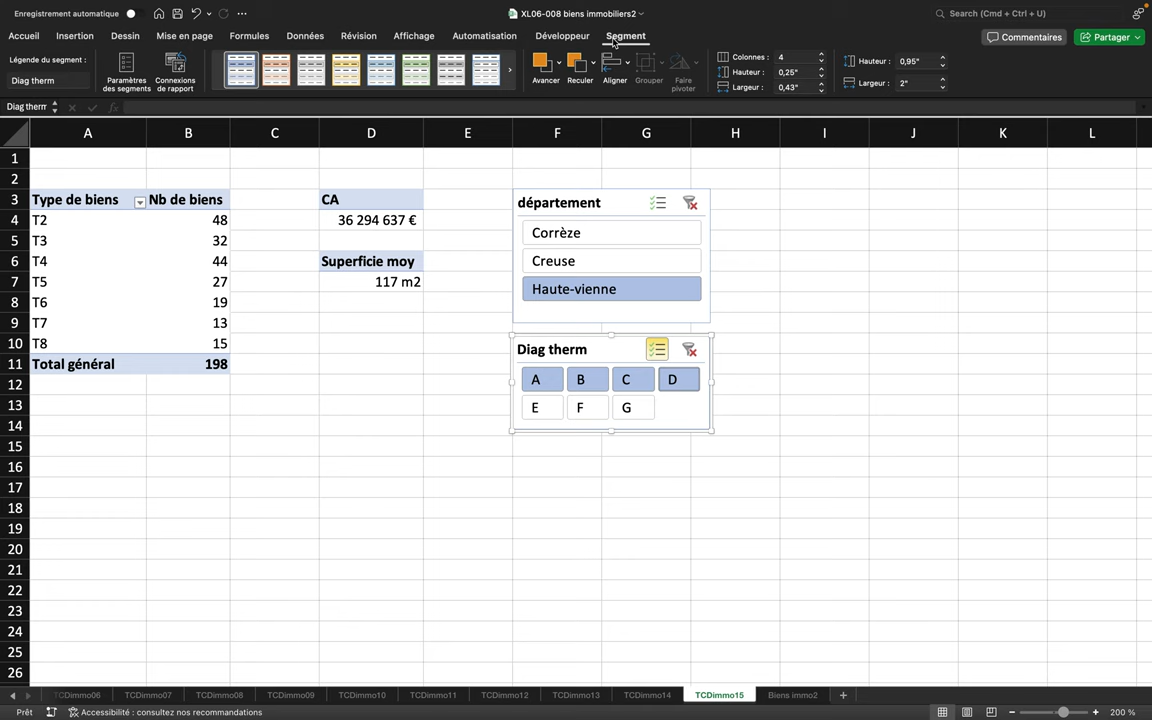 Enregistrement automatique
XL06-008 biens immobiliers2
Search (Cmd + Ctrl + U)
Accueil Insertion Dessin Mise en page Formules Données Révision Affichage Automatisation Développeur Segment
Commentaires Partager
Légende du segment :
Diag therm
Paramètres des segments
Connexions de rapport
Avancer Reculer Aligner Grouper Faire pivoter
Colonnes : 4
Hauteur : 0,25"
Largeur : 0,43"
Hauteur : 0,95"
Largeur : 2"
Diag therm fx
A B C D E F G H I J K L
1
2
3 Type de biens Nb de biens CA
4 T2 48 36 294 637 €
5 T3 32
6 T4 44 Superficie moy
7 T5 27 117 m2
8 T6 19
9 T7 13
10 T8 15
11 Total général 198
12
13
14
15
16
17
18
19
20
21
22
23
24
25
26
département
Corrèze
Creuse
Haute-vienne
Diag therm
A B C D
E F G
TCDimmo06 TCDimmo07 TCDimmo08 TCDimmo09 TCDimmo10 TCDimmo11 TCDimmo12 TCDimmo13 TCDimmo14 TCDimmo15 Biens immo2 +
Prêt Accessibilité : consultez nos recommandations 200 %